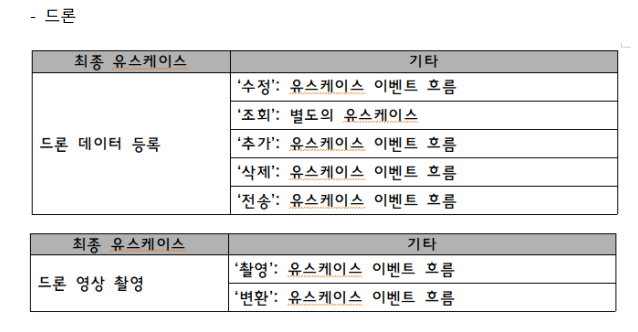 - 드론
최종 유스케이스 기타
드론 데이터 등록
‘수정’: 유스케이스 이벤트 흐름
‘조회’: 별도의 유스케이스
‘추가’: 유스케이스 이벤트 흐름
‘삭제’: 유스케이스 이벤트 흐름
‘전송’: 유스케이스 이벤트 흐름
최종 유스케이스 기타
드론 영상 촬영
‘촬영’: 유스케이스 이벤트 흐름
‘변환’: 유스케이스 이벤트 흐름